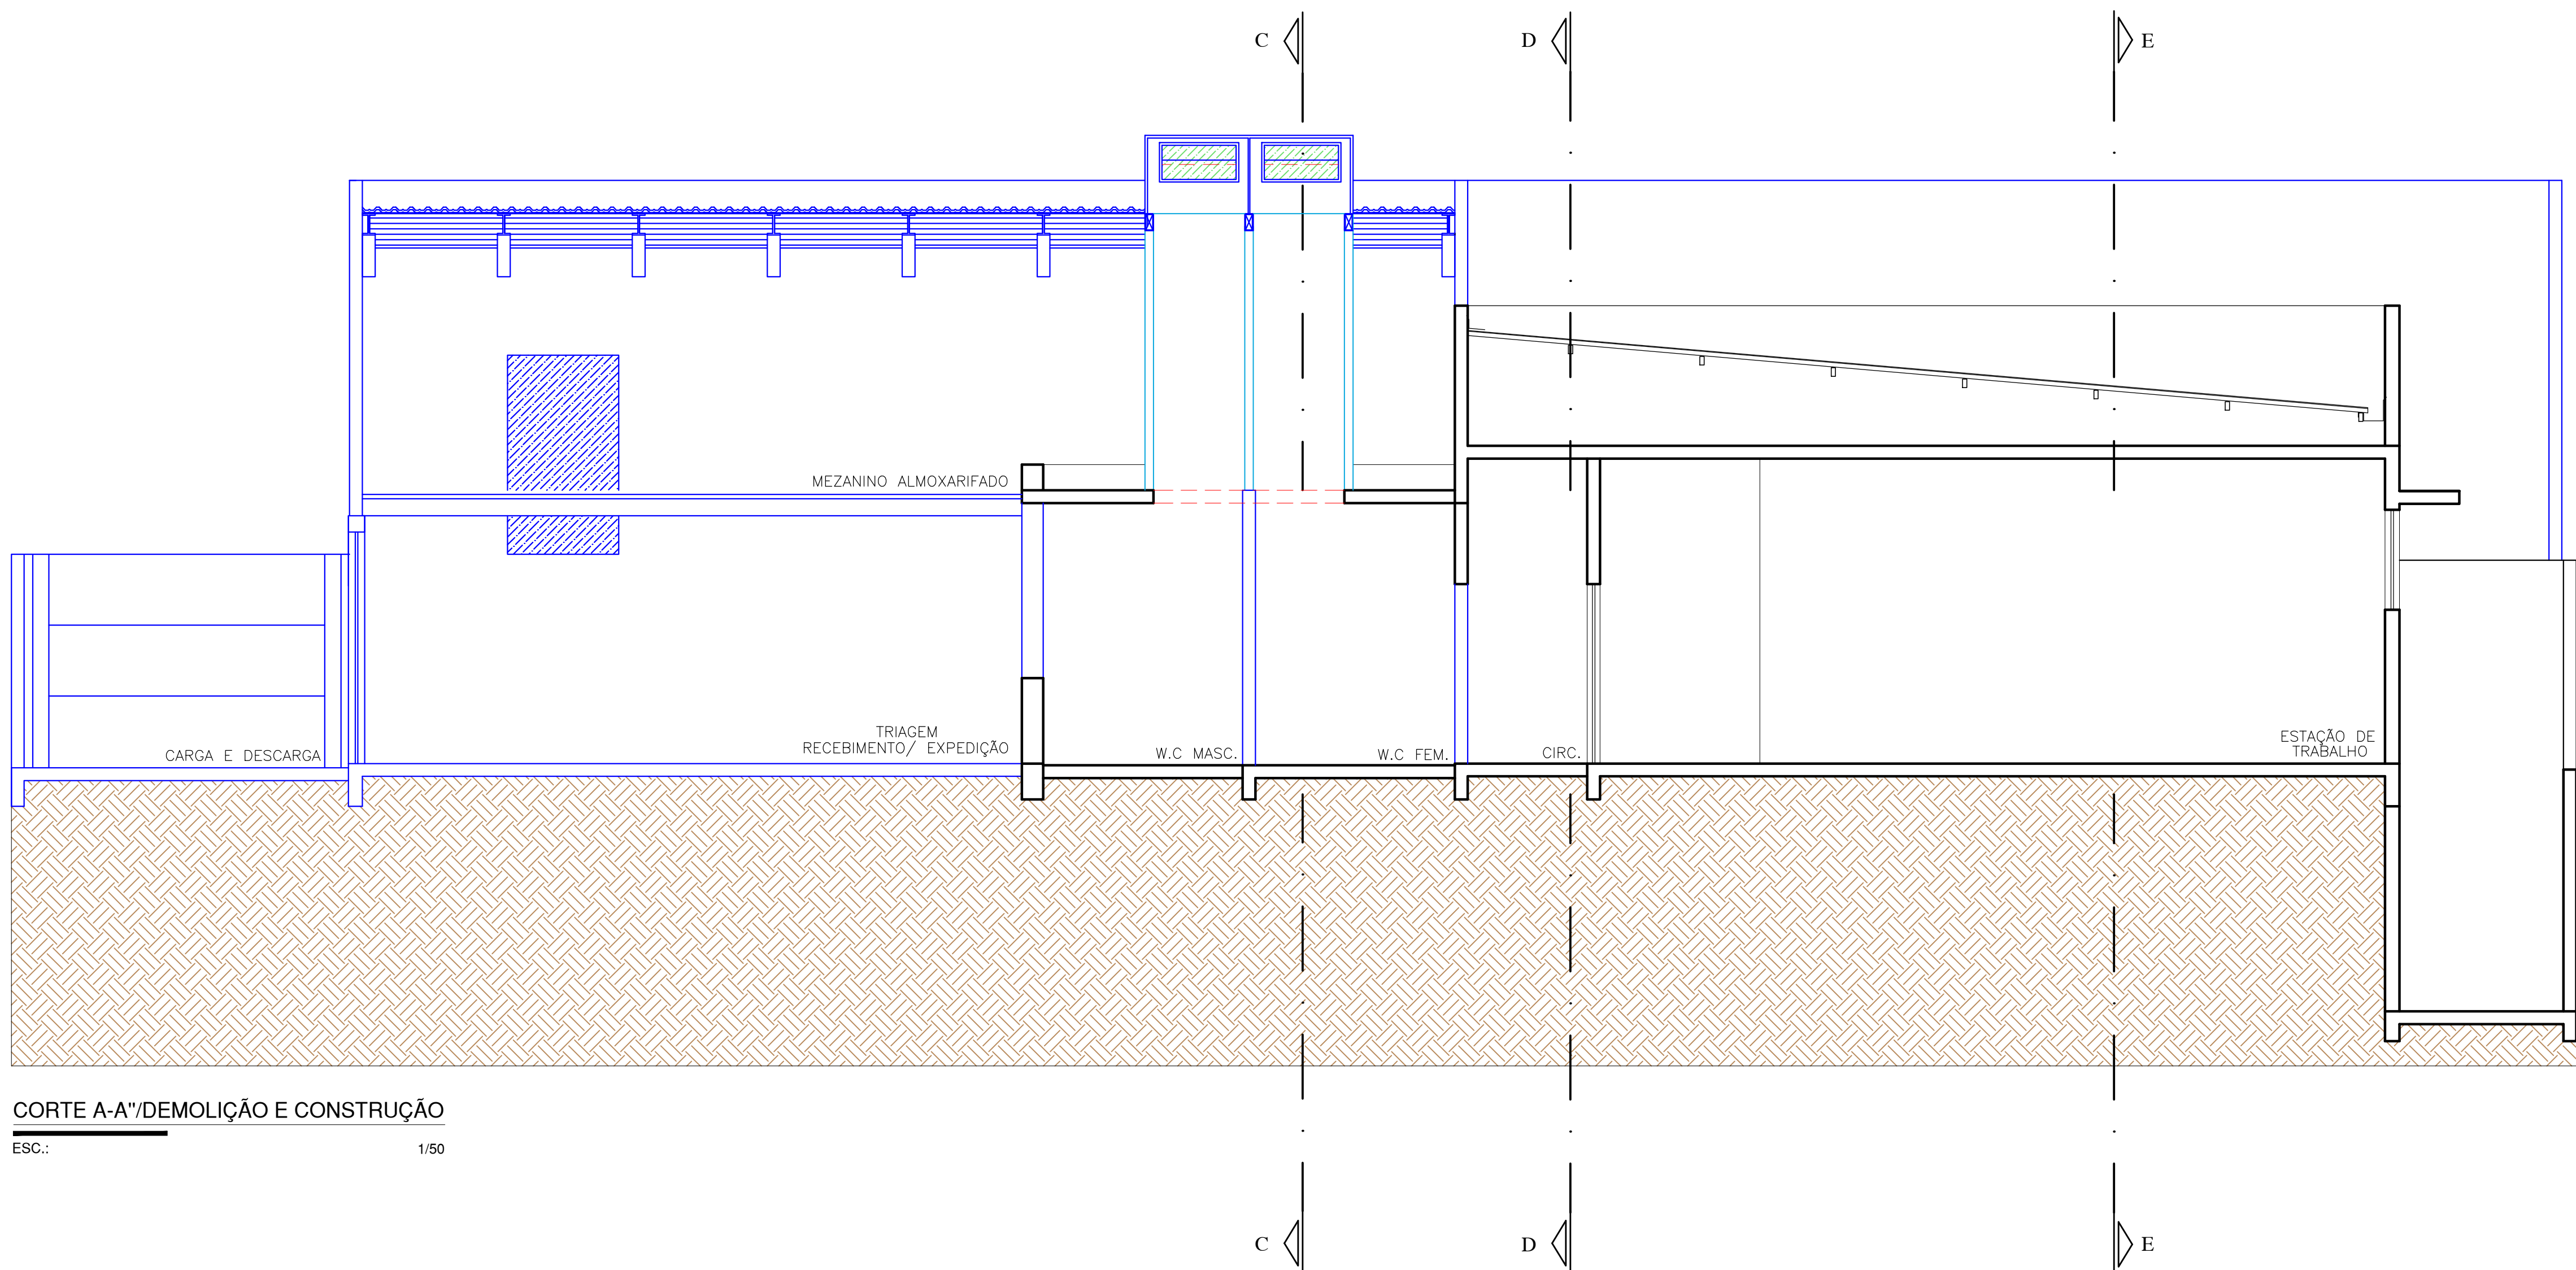 C
D
E
MEZANINO ALMOXARIFADO
TRIAGEM
RECEBIMENTO/ EXPEDIÇÃO
CARGA E DESCARGA
W.C MASC.
W.C FEM.
CIRC.
ESTAÇÃO DE
TRABALHO
CORTE A-A"/DEMOLIÇÃO E CONSTRUÇÃO
ESC.: 1/50
C
D
E